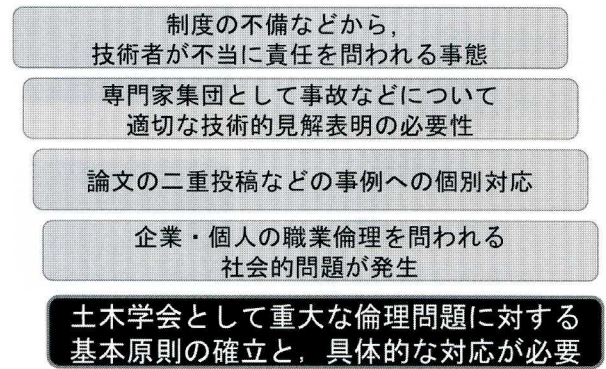 制度の不備などから，
技術者が不当に責任を問われる事態
専門家集団として事故などについて
適切な技術的見解表明の必要性
論文の二重投稿などの事例への個別対応
企業・個人の職業倫理を問われる
社会的問題が発生
土木学会として重大な倫理問題に対する
基本原則の確立と，具体的な対応が必要